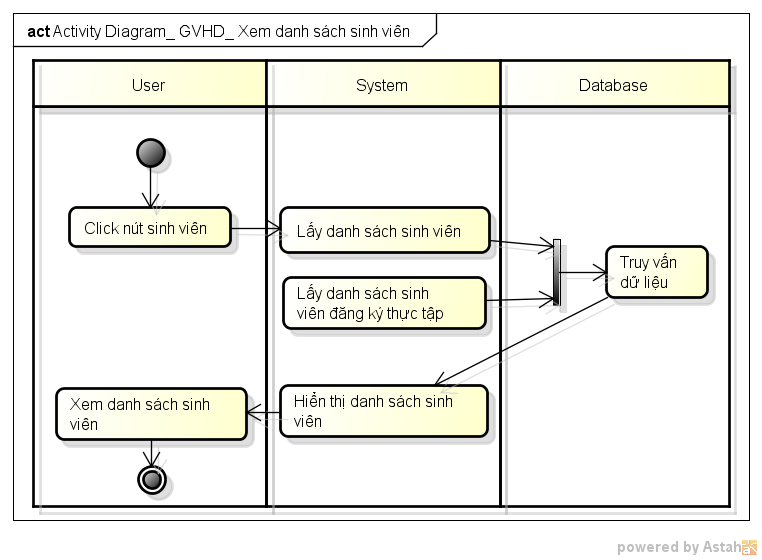 act Activity Diagram_ GVHD_ Xem danh sách sinh viên
User
System
Database
Click nút sinh viên
Lấy danh sách sinh viên
Truy vấn
dữ liệu
Lấy danh sách sinh
viên đăng ký thực tập
Xem danh sách sinh
viên
Hiển thị danh sách sinh
viên
powered by Astah